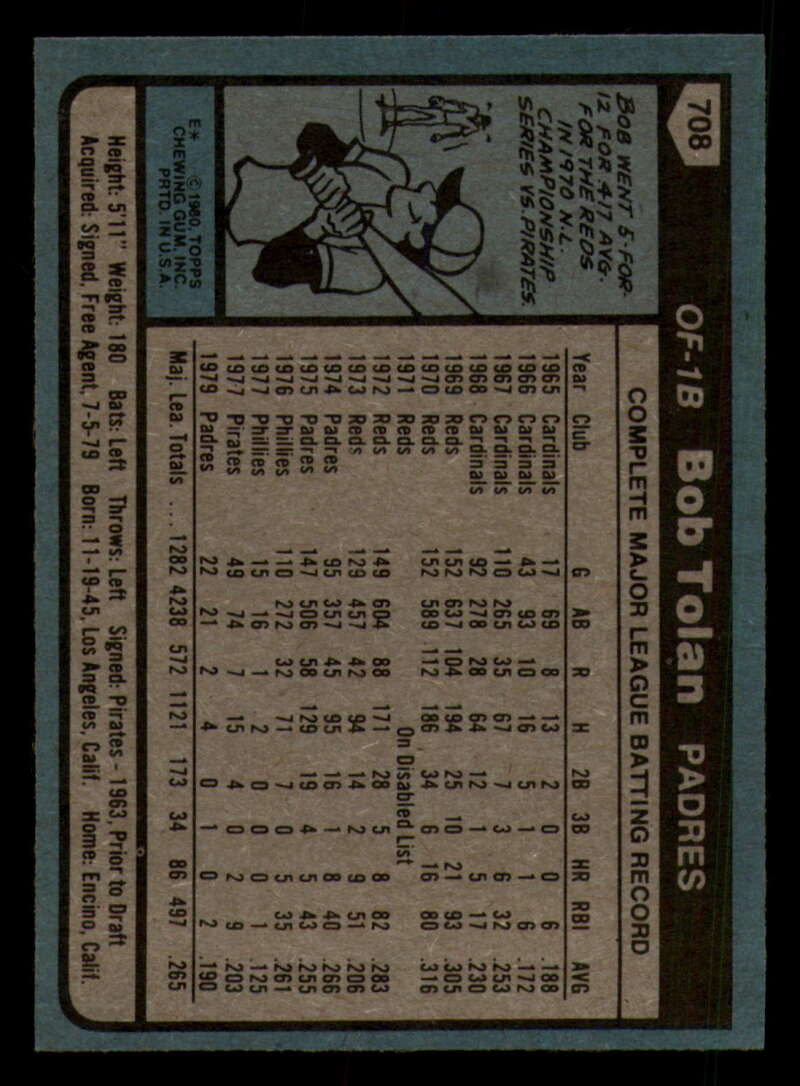 708
OF-1B Bob Tolan PADRES
BOB WENT 5-FOR-
12 FOR .417 AVG.
FOR THE REDS
IN 1970 N.L.
CHAMPIONSHIP
SERIES VS. PIRATES.
E* © 1980 TOPPS
CHEWING GUM, INC.
PRTD. IN U.S.A.
COMPLETE MAJOR LEAGUE BATTING RECORD
Year Club G AB R H 2B 3B HR RBI AVG
1965 Cardinals 17 69 8 13 2 0 0 6 .188
1966 Cardinals 43 93 10 16 5 1 1 6 .172
1967 Cardinals 110 265 35 67 7 3 6 32 .253
1968 Cardinals 92 278 28 64 12 1 5 17 .230
1969 Reds 152 637 104 194 25 10 21 93 .305
1970 Reds 152 589 112 186 34 6 16 80 .316
1971 Reds On Disabled List
1972 Reds 149 604 88 171 28 5 8 82 .283
1973 Reds 129 457 42 94 14 2 9 51 .206
1974 Padres 95 357 45 95 16 1 8 40 .266
1975 Padres 147 506 58 129 19 4 5 43 .255
1976 Phillies 110 272 32 71 7 0 5 35 .261
1977 Phillies 15 16 1 2 0 0 0 1 .125
1977 Pirates 49 74 7 15 4 0 2 9 .203
1979 Padres 22 21 2 4 0 1 0 2 .190
Maj. Lea. Totals ... 1282 4238 572 1121 173 34 86 497 .265
Height: 5'11" Weight: 180 Bats: Left Throws: Left Signed: Pirates - 1963, Prior to Draft
Acquired: Signed, Free Agent, 7-5-79 Born: 11-19-45, Los Angeles, Calif. Home: Encino, Calif.